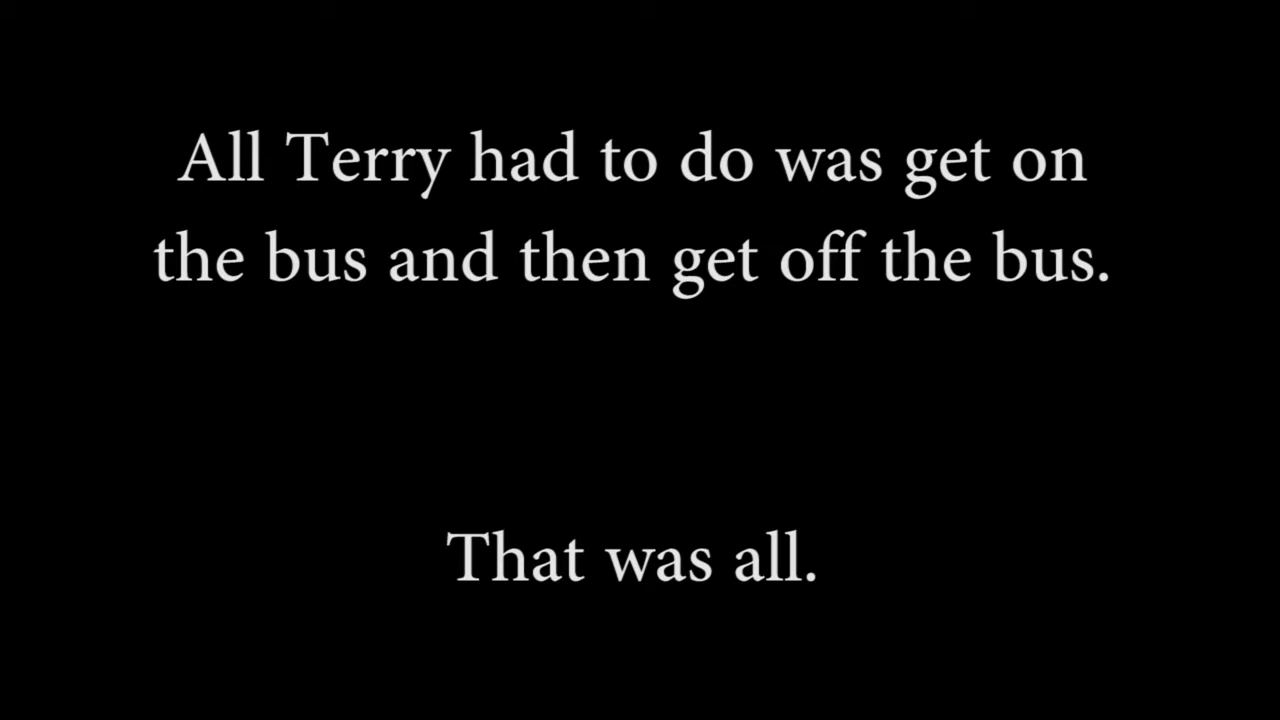 All Terry had to do was get on
the bus and then get off the bus.
That was all.